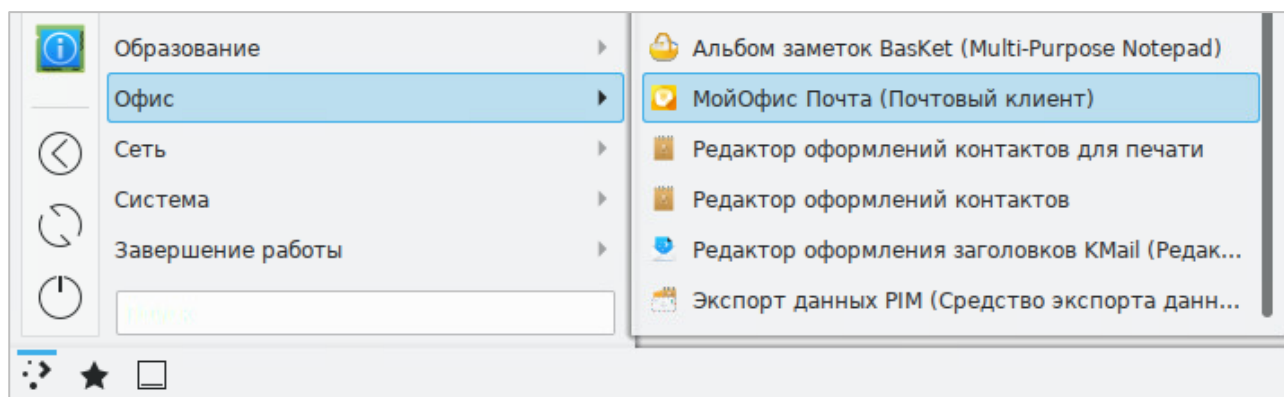 Образование
Офис
Сеть
Система
Завершение работы
Альбом заметок BasKet (Multi-Purpose Notepad)
МойОфис Почта (Почтовый клиент)
Редактор оформлений контактов для печати
Редактор оформлений контактов
Редактор оформления заголовков KMail (Редак...
Экспорт данных PIM (Средство экспорта данн...